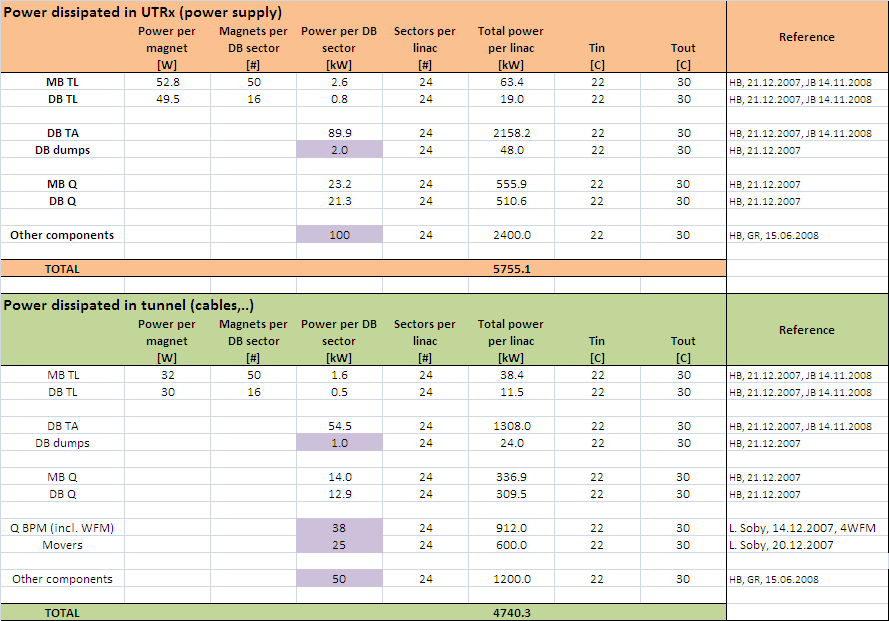 Power dissipated in UTRx (power supply)
Power per magnet [W] Magnets per DB sector [#] Power per DB sector [kW] Sectors per linac [#] Total power per linac [kW] Tin [C] Tout [C] Reference
MB TL 52.8 50 2.6 24 63.4 22 30 HB, 21.12.2007, JB 14.11.2008
DB TL 49.5 16 0.8 24 19.0 22 30 HB, 21.12.2007, JB 14.11.2008
DB TA 89.9 24 2158.2 22 30 HB, 21.12.2007, JB 14.11.2008
DB dumps 2.0 24 48.0 22 30 HB, 21.12.2007
MB Q 23.2 24 555.9 22 30 HB, 21.12.2007
DB Q 21.3 24 510.6 22 30 HB, 21.12.2007
Other components 100 24 2400.0 22 30 HB, GR, 15.06.2008
TOTAL 5755.1
Power dissipated in tunnel (cables,..)
Power per magnet [W] Magnets per DB sector [#] Power per DB sector [kW] Sectors per linac [#] Total power per linac [kW] Tin [C] Tout [C] Reference
MB TL 32 50 1.6 24 38.4 22 30 HB, 21.12.2007, JB 14.11.2008
DB TL 30 16 0.5 24 11.5 22 30 HB, 21.12.2007, JB 14.11.2008
DB TA 54.5 24 1308.0 22 30 HB, 21.12.2007, JB 14.11.2008
DB dumps 1.0 24 24.0 22 30 HB, 21.12.2007
MB Q 14.0 24 336.9 22 30 HB, 21.12.2007
DB Q 12.9 24 309.5 22 30 HB, 21.12.2007
Q BPM (incl. WFM) 38 24 912.0 22 30 L. Soby, 14.12.2007, 4WFM
Movers 25 24 600.0 22 30 L. Soby, 20.12.2007
Other components 50 24 1200.0 22 30 HB, GR, 15.06.2008
TOTAL 4740.3